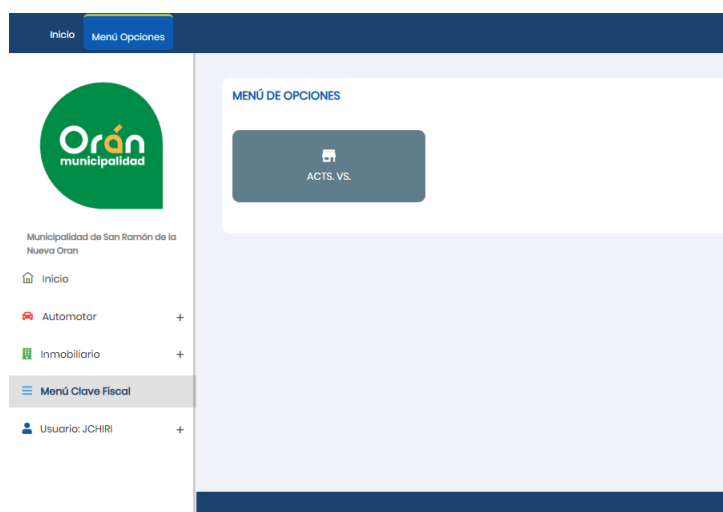 Inicio
Menú Opciones
Orán
municipalidad
Municipalidad de San Ramón de la
Nueva Oran
Inicio
Automotor +
Inmobiliario +
Menú Clave Fiscal
Usuario: JCHIRI +
MENÚ DE OPCIONES
ACTS. VS.